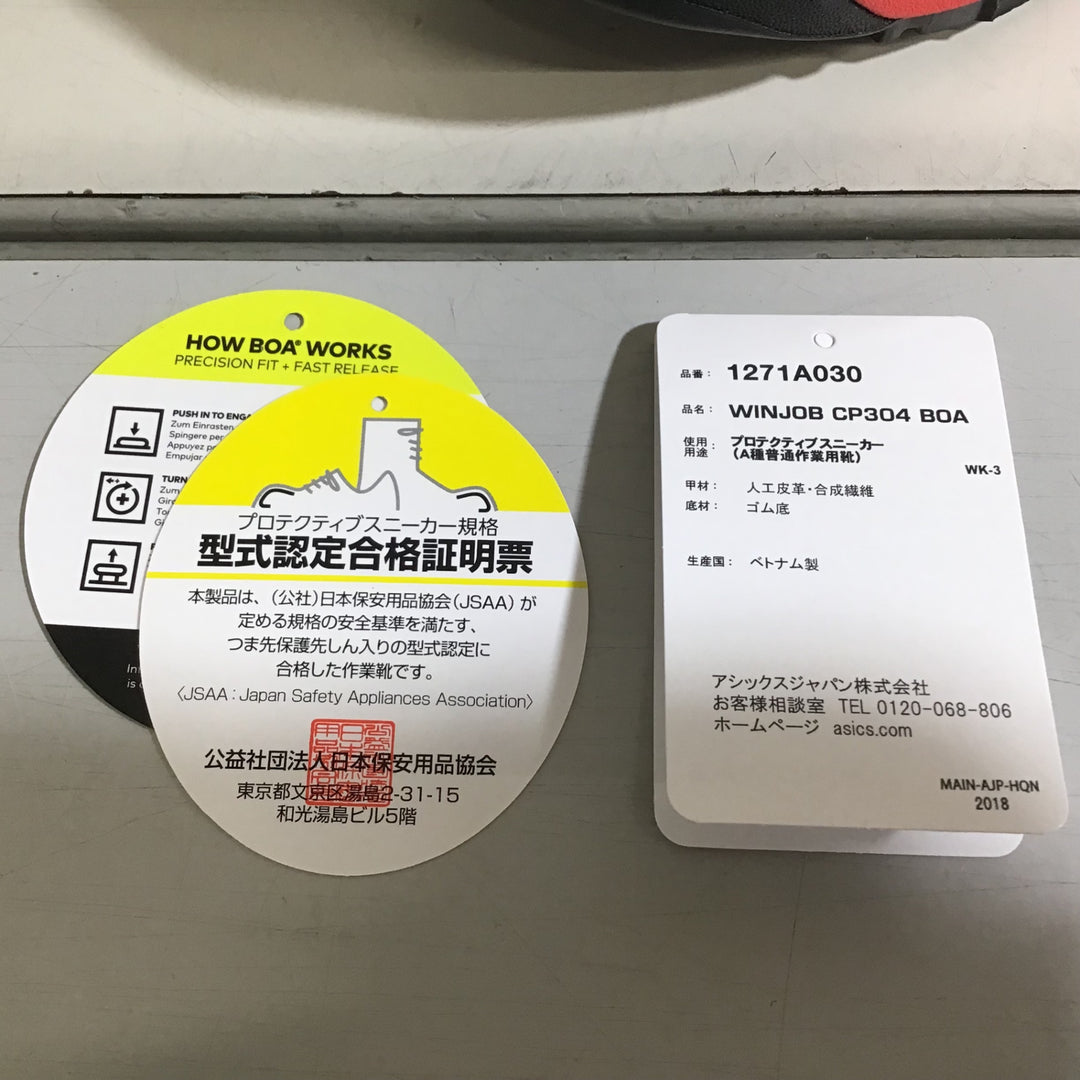 HOW BOA® WORKS
PRECISION FIT + FAST RELEASE
PUSH IN TO
Zum Einrasten
Spingere
Appuyez
Empujar
TURN
Zum
プロテクティブスニーカー規格
型式認定合格証明票
本製品は、(公社)日本保安用品協会(JSAA)が
定める規格の安全基準を満たす、
つま先保護先しん入りの型式認定に
合格した作業靴です。
〈JSAA:Japan Safety Appliances Association〉
公益社団法人日本保安用品協会
東京都文京区湯島2-31-15
和光湯島ビル5階
品番: 1271A030
品名: WINJOB CP304 BOA
使用用途: プロテクティブスニーカー
(A種普通作業用靴)
WK-3
甲材: 人工皮革・合成繊維
底材: ゴム底
生産国: ベトナム製
アシックスジャパン株式会社
お客様相談室 TEL 0120-068-806
ホームページ asics.com
MAIN-AJP-HQN
2018